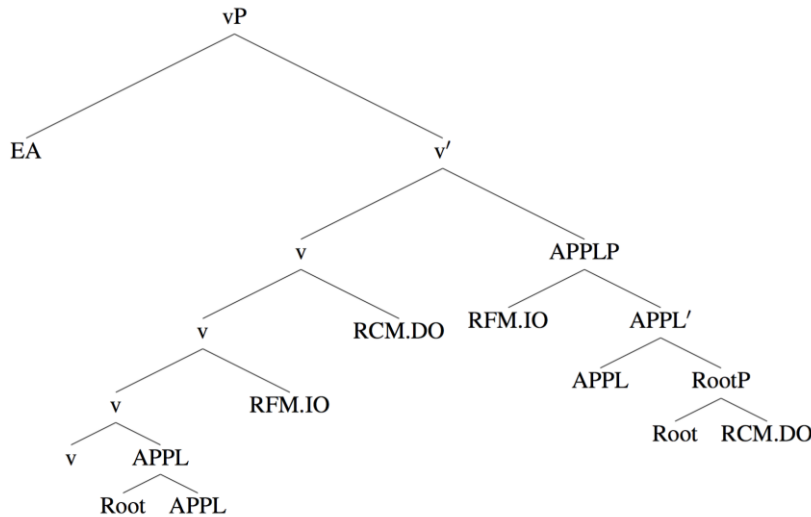 vP
EA v′
v APPLP
v RCM.DO RFM.IO APPL′
v RFM.IO APPL RootP
v APPL Root RCM.DO
Root APPL